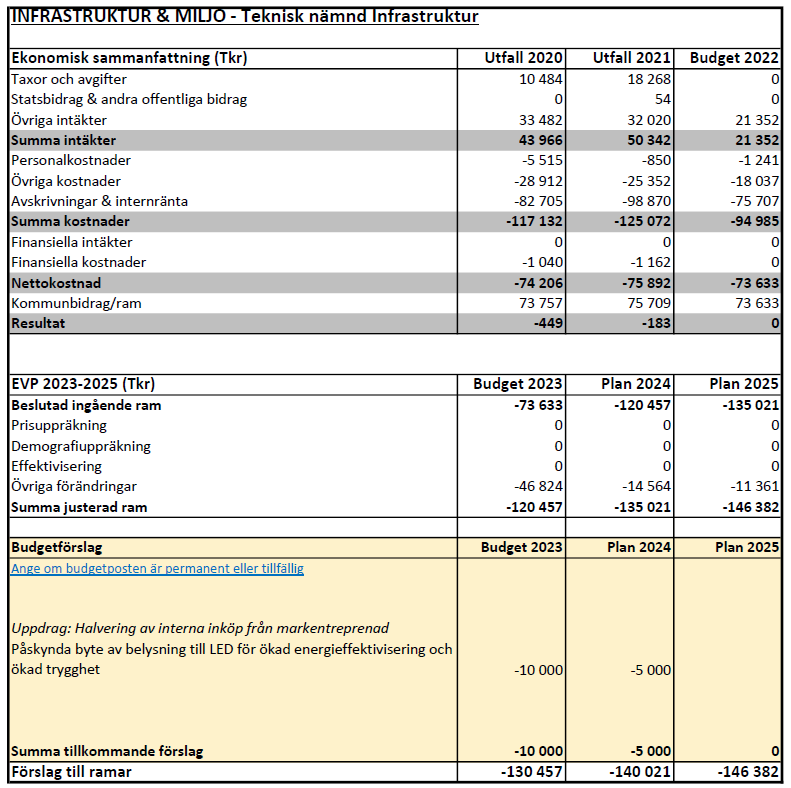 INFRASTRUKTUR & MILJO - Teknisk nämnd Infrastruktur
Ekonomisk sammanfattning (Tkr) Utfall 2020 Utfall 2021 Budget 2022
Taxor och avgifter 10 484 18 268 0
Statsbidrag & andra offentliga bidrag 0 54 0
Övriga intäkter 33 482 32 020 21 352
Summa intäkter 43 966 50 342 21 352
Personalkostnader -5 515 -850 -1 241
Övriga kostnader -28 912 -25 352 -18 037
Avskrivningar & internränta -82 705 -98 870 -75 707
Summa kostnader -117 132 -125 072 -94 985
Finansiella intäkter 0 0 0
Finansiella kostnader -1 040 -1 162 0
Nettokostnad -74 206 -75 892 -73 633
Kommunbidrag/ram 73 757 75 709 73 633
Resultat -449 -183 0
EVP 2023-2025 (Tkr) Budget 2023 Plan 2024 Plan 2025
Beslutad ingående ram -73 633 -120 457 -135 021
Prisuppräkning 0 0 0
Demografiuppräkning 0 0 0
Effektivisering 0 0 0
Övriga förändringar -46 824 -14 564 -11 361
Summa justerad ram -120 457 -135 021 -146 382
Budgetförslag Budget 2023 Plan 2024 Plan 2025
Ange om budgetposten är permanent eller tillfällig
Uppdrag: Halvering av interna inköp från markentreprenad
Påskynda byte av belysning till LED för ökad energieffektivisering och
ökad trygghet -10 000 -5 000
Summa tillkommande förslag -10 000 -5 000 0
Förslag till ramar -130 457 -140 021 -146 382